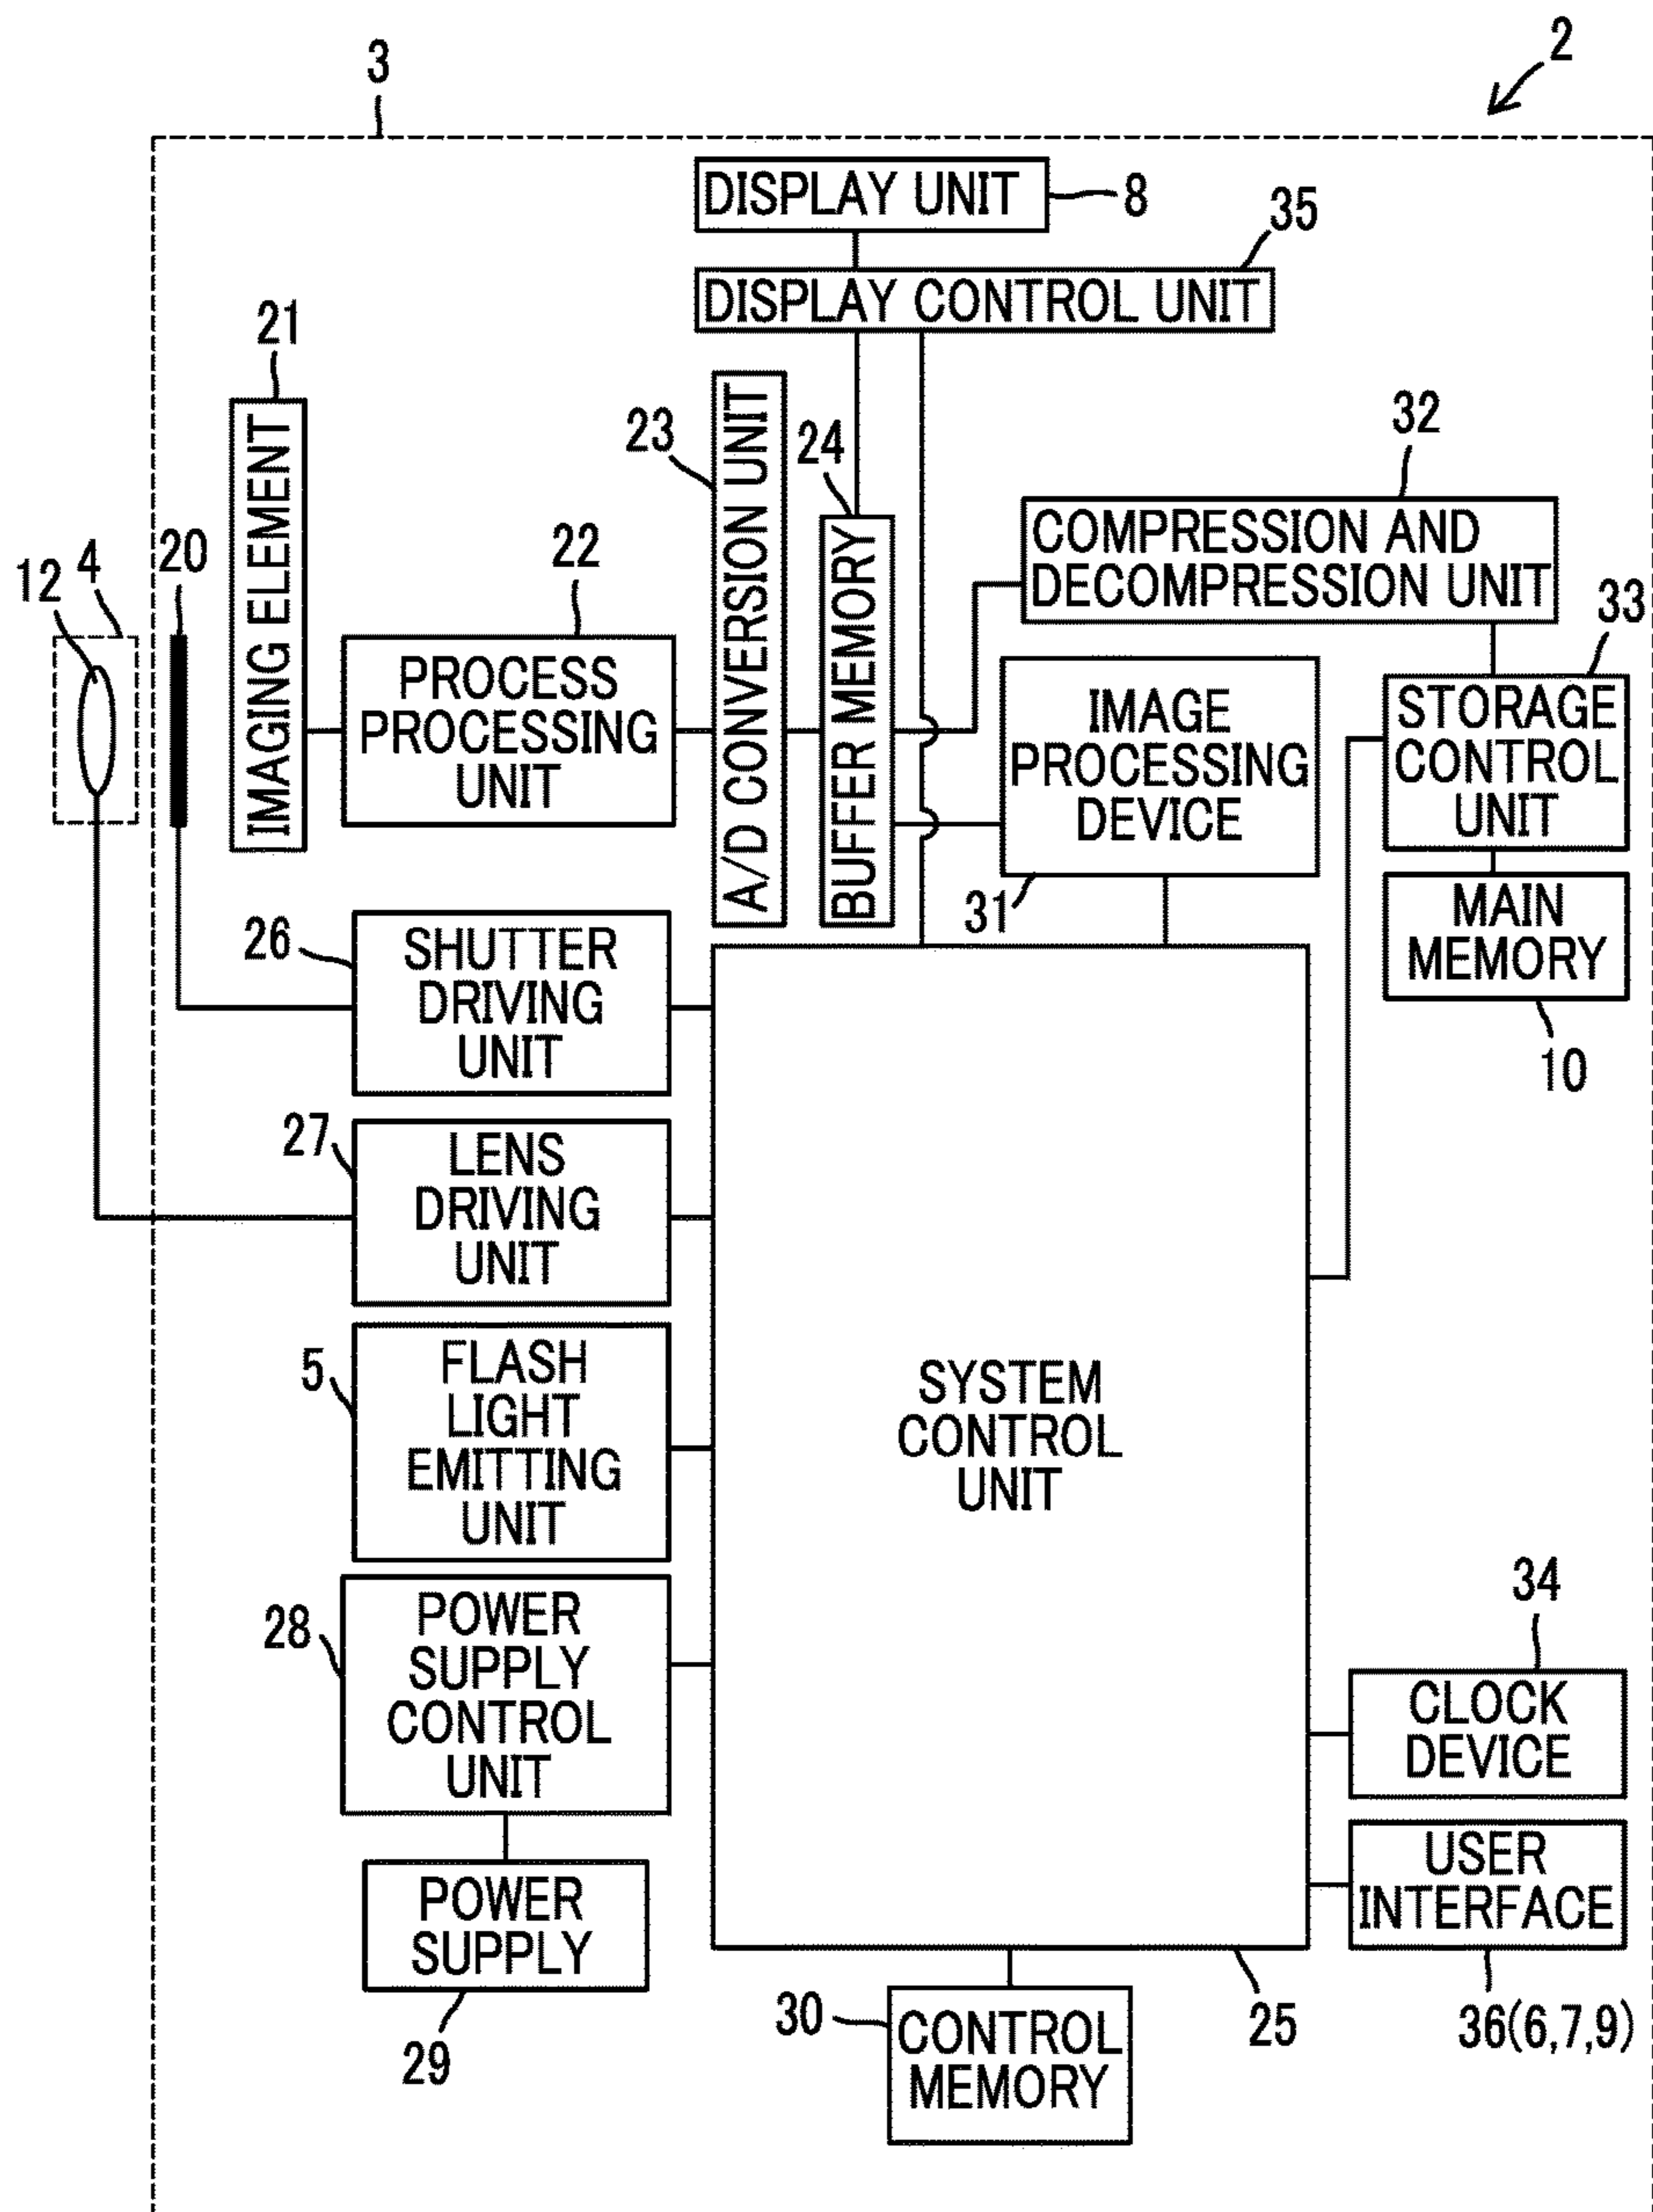 2
3
DISPLAY UNIT
8
35
DISPLAY CONTROL UNIT
21
IMAGING ELEMENT
23
A/D CONVERSION UNIT
24
BUFFER MEMORY
32
COMPRESSION AND
DECOMPRESSION UNIT
12
4
20
22
PROCESS
PROCESSING
UNIT
33
STORAGE
CONTROL
UNIT
IMAGE
PROCESSING
DEVICE
31
MAIN
MEMORY
10
26
SHUTTER
DRIVING
UNIT
27
LENS
DRIVING
UNIT
5
FLASH
LIGHT
EMITTING
UNIT
SYSTEM
CONTROL
UNIT
28
POWER
SUPPLY
CONTROL
UNIT
34
CLOCK
DEVICE
USER
INTERFACE
36(6,7,9)
POWER
SUPPLY
29
25
30
CONTROL
MEMORY